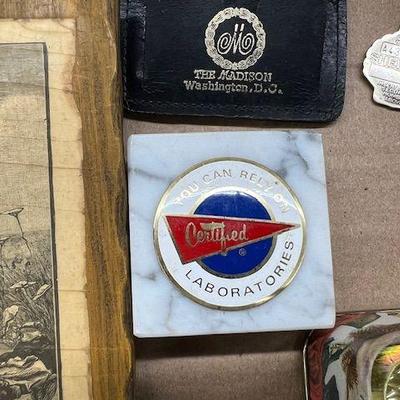 M
THE MADISON
Washington, D.C.
YOU CAN RELY ON
Certified
®
LABORATORIES